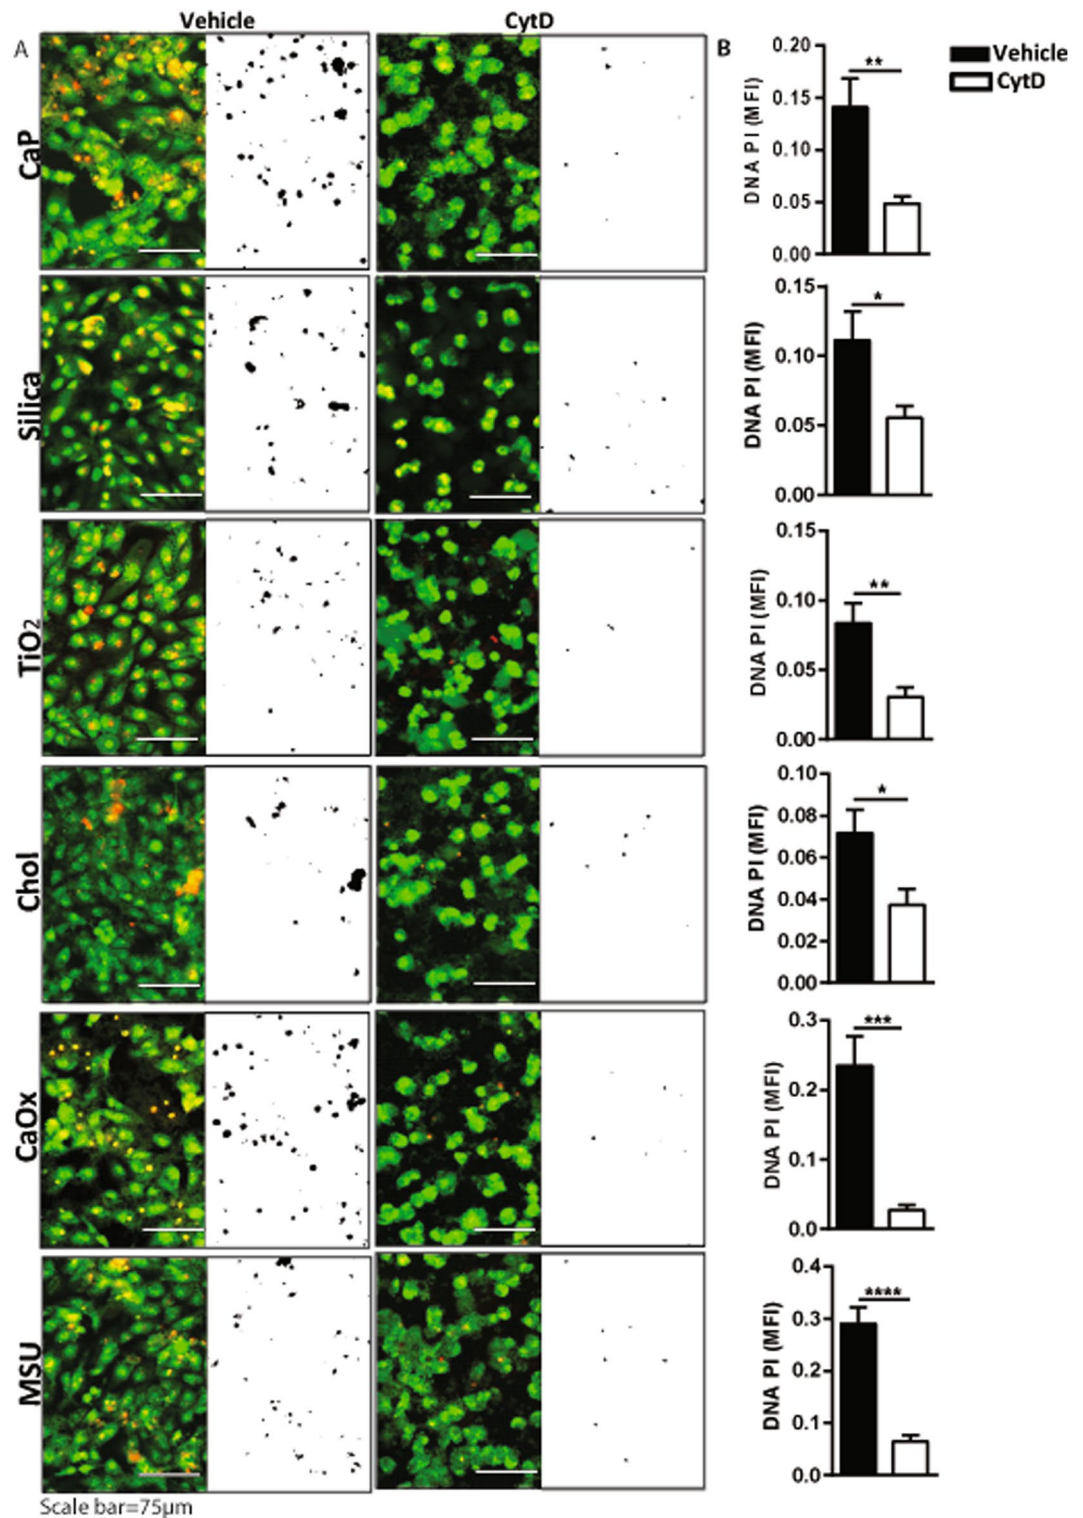 Vehicle CytD
A
B
Vehicle
CytD
CaP
DNA PI (MFI)
0.20
0.15
0.10
0.05
0.00
**
Silica
DNA PI (MFI)
0.15
0.10
0.05
0.00
*
TiO2
DNA PI (MFI)
0.15
0.10
0.05
0.00
**
Chol
DNA PI (MFI)
0.10
0.08
0.06
0.04
0.02
0.00
*
CaOx
DNA PI (MFI)
0.3
0.2
0.1
0.0
***
MSU
DNA PI (MFI)
0.4
0.3
0.2
0.1
0.0
****
Scale bar=75µm